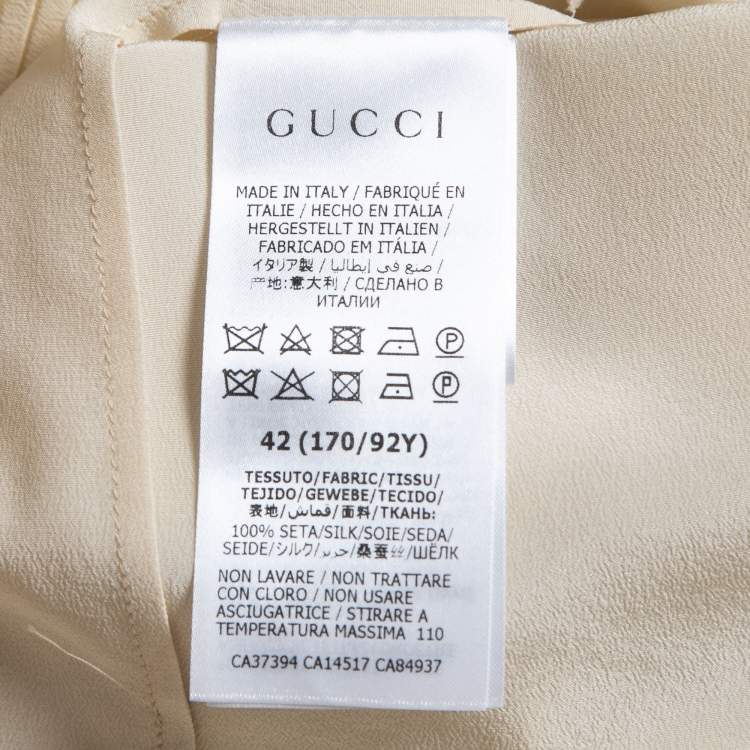 GUCCI
MADE IN ITALY / FABRIQUÉ EN
ITALIE / HECHO EN ITALIA /
HERGESTELLT IN ITALIEN /
FABRICADO EM ITÁLIA /
イタリア製 / صنع في إيطاليا /
产地:意大利 / СДЕЛАНО В
ИТАЛИИ
P
P
42 (170/92Y)
TESSUTO/FABRIC/TISSU/
TEJIDO/GEWEBE/TECIDO/
表地/قماش/面料/ТКАНЬ:
100% SETA/SILK/SOIE/SEDA/
SEIDE/シルク/حرير/桑蚕丝/ШЁЛК
NON LAVARE / NON TRATTARE
CON CLORO / NON USARE
ASCIUGATRICE / STIRARE A
TEMPERATURA MASSIMA 110
CA37394 CA14517 CA84937